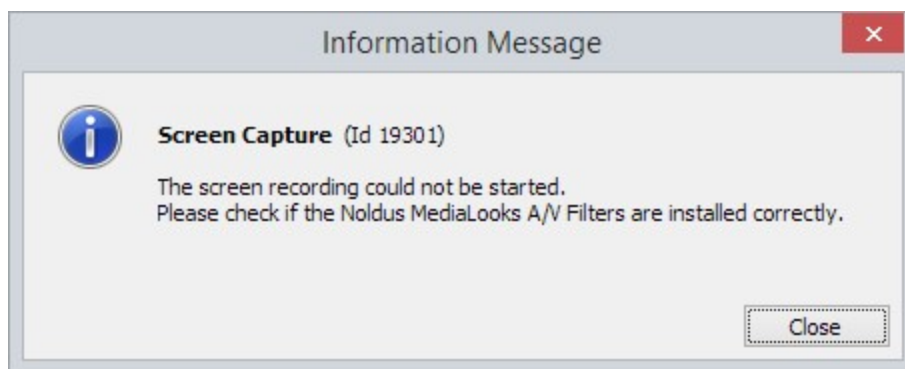 Information Message
Screen Capture (Id 19301)
The screen recording could not be started.
Please check if the Noldus MediaLooks A/V Filters are installed correctly.
Close